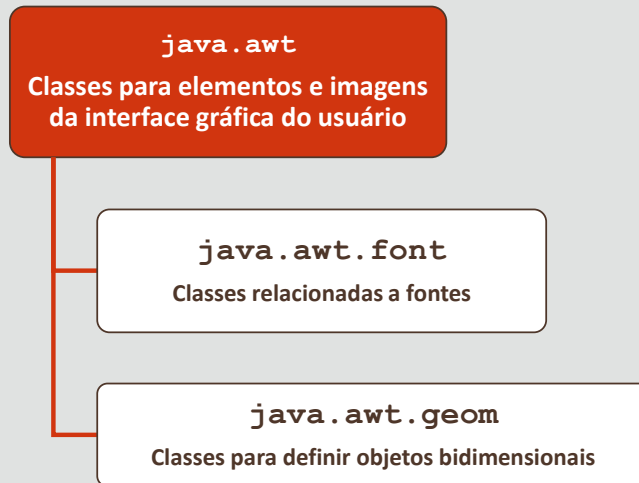 java.awt
Classes para elementos e imagens
da interface gráfica do usuário
java.awt.font
Classes relacionadas a fontes
java.awt.geom
Classes para definir objetos bidimensionais